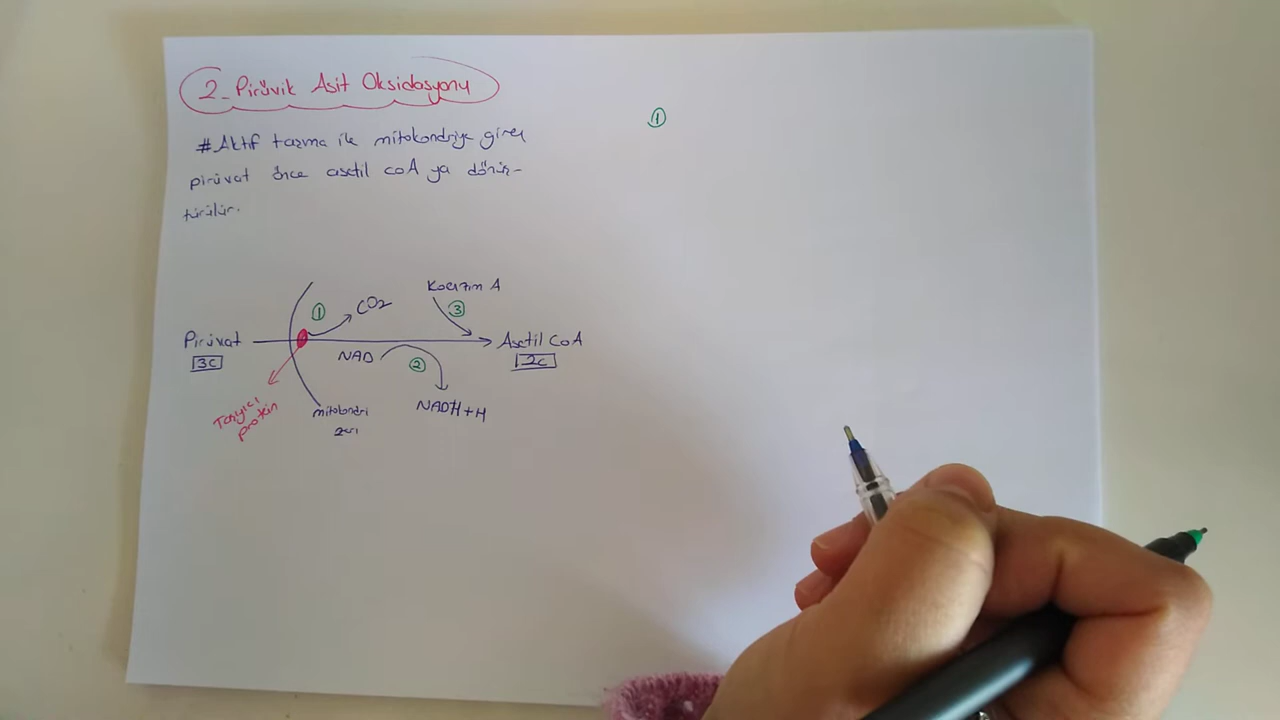 2_ Pirüvik Asit Oksidasyonu
#Aktif taşıma ile mitokondriye giren
pirüvat önce asetil coA ya dönüş-
türülür.
①
Koenzim A
① CO2
③
Pirüvat
Asetil CoA
3C
NAD
②
2C
Taşıyıcı
protein
mitokondri
zarı
NADH+H